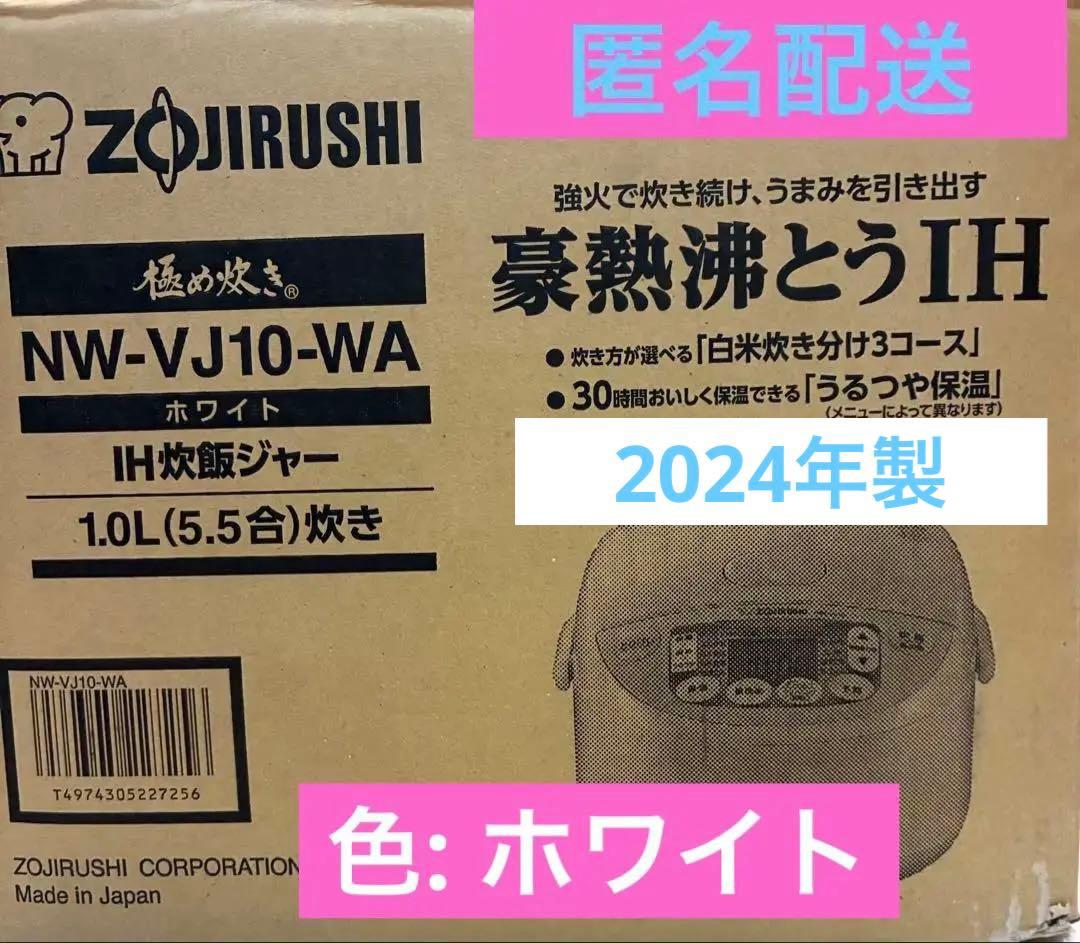 匿名配送
ZOJIRUSHI
強火で炊き続け、うまみを引き出す
豪熱沸とうIH
極め炊き®
NW-VJ10-WA
ホワイト
IH炊飯ジャー
1.0L(5.5合)炊き
● 炊き方が選べる「白米炊き分け3コース」
● 30時間おいしく保温できる「うるつや保温」
(メニューによって異なります)
2024年製
ZOJIRUSHI
NW-VJ10-WA
T4974305227256
色: ホワイト
ZOJIRUSHI CORPORATION
Made in Japan